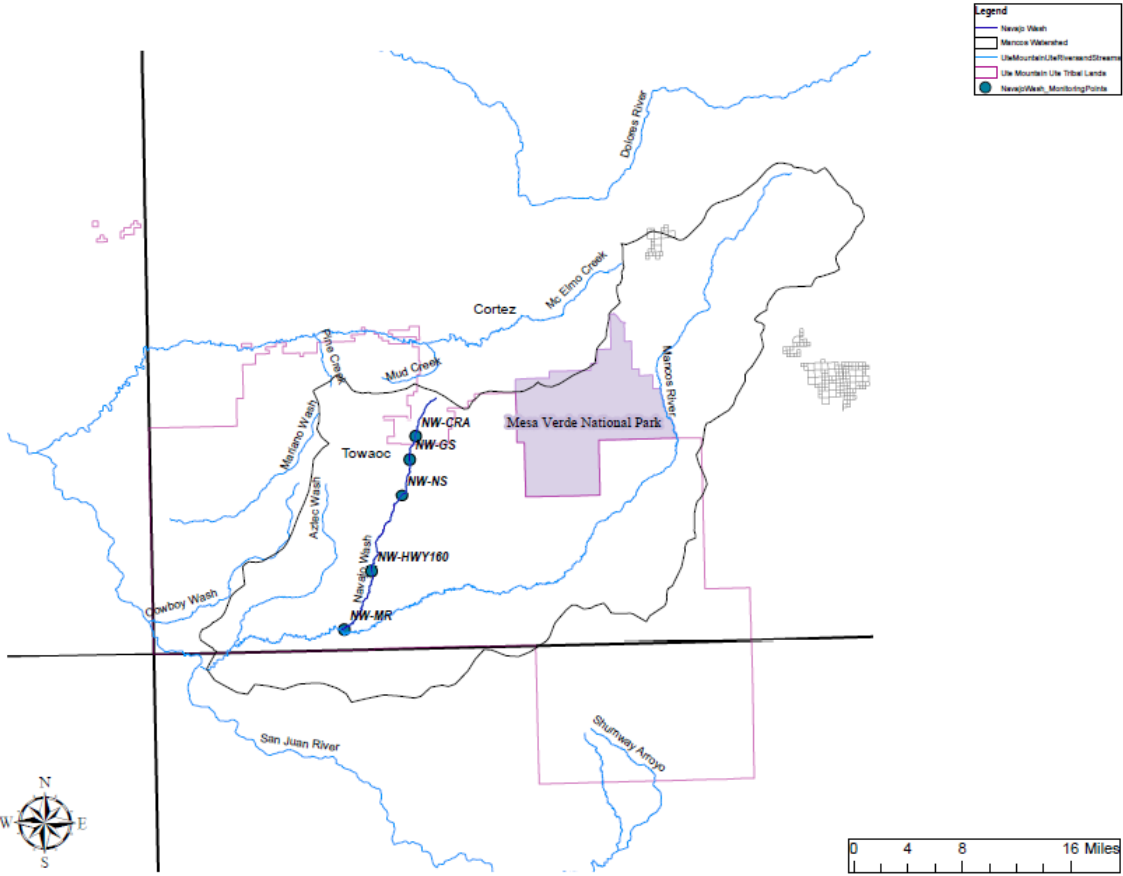 Legend
Navajo Wash
Mancos Watershed
UteMountainUteRiversandStreams
Ute Mountain Ute Tribal Lands
NavajoWash_MonitoringPoints
Dolores River
Mc Elmo Creek
Cortez
Pine Creek
Mud Creek
Mancos River
Mariano Wash
NW-CRA
Mesa Verde National Park
NW-GS
Towaoc
NW-NS
Aztec Wash
Navajo Wash
NW-HWY160
Cowboy Wash
NW-MR
San Juan River
Shumway Arroyo
N
W
E
S
0 4 8 16 Miles